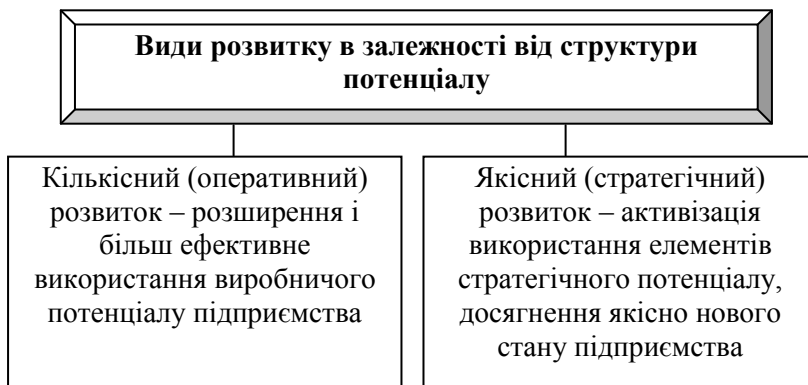 Види розвитку в залежності від структури
потенціалу
Кількісний (оперативний)
розвиток – розширення і
більш ефективне
використання виробничого
потенціалу підприємства
Якісний (стратегічний)
розвиток – активізація
використання елементів
стратегічного потенціалу,
досягнення якісно нового
стану підприємства